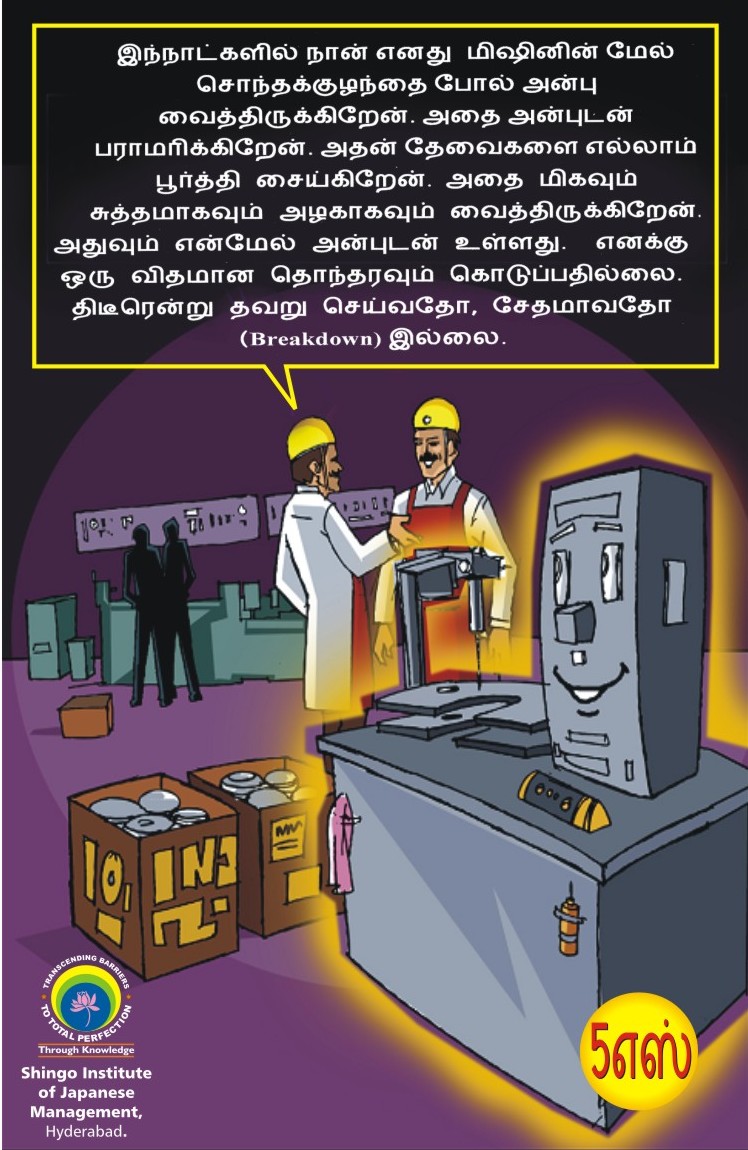 இந்நாட்களில் நான் எனது மிஷினின் மேல்
சொந்தக்குழந்தை போல் அன்பு
வைத்திருக்கிறேன். அதை அன்புடன்
பராமரிக்கிறேன். அதன் தேவைகளை எல்லாம்
பூர்த்தி சைய்கிறேன். அதை மிகவும்
சுத்தமாகவும் அழகாகவும் வைத்திருக்கிறேன்.
அதுவும் என்மேல் அன்புடன் உள்ளது. எனக்கு
ஒரு விதமான தொந்தரவும் கொடுப்பதில்லை.
திடீரென்று தவறு செய்வதோ, சேதமாவதோ
(Breakdown) இல்லை.
TRANSCENDING BARRIERS
TO TOTAL PERFECTION
Through Knowledge
Shingo Institute
of Japanese
Management,
Hyderabad.
5எஸ்